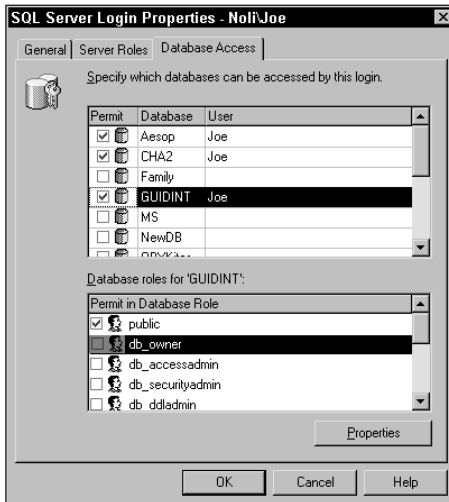 SQL Server Login Properties - Noli\Joe
General Server Roles Database Access
Specify which databases can be accessed by this login.
Permit Database User
Aesop Joe
CHA2 Joe
Family
GUIDINT Joe
MS
NewDB
Database roles for 'GUIDINT':
Permit in Database Role
public
db_owner
db_accessadmin
db_securityadmin
db_ddladmin
Properties
OK Cancel Help